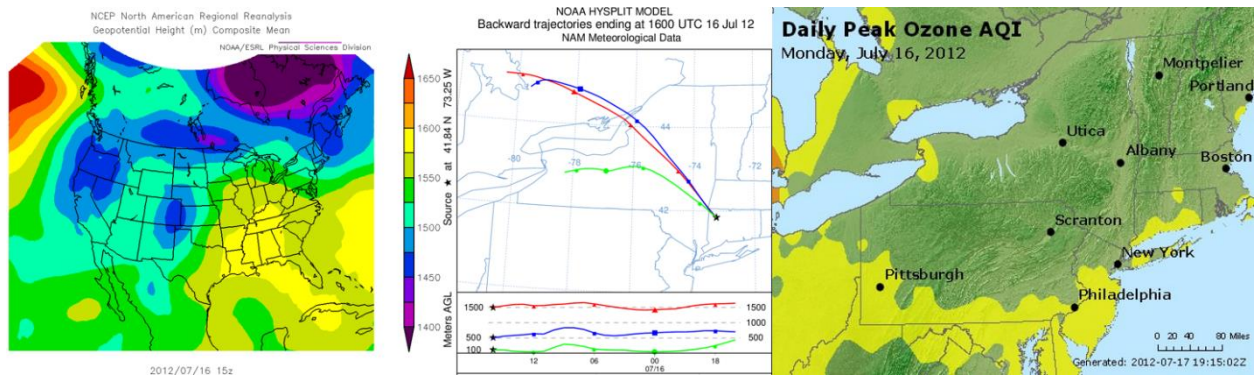 NCEP North American Regional Reanalysis
Geopotential Height (m) Composite Mean
NOAA/ESRL Physical Sciences Division
1650
1600
1550
1500
1450
1400
2012/07/16 15z
NOAA HYSPLIT MODEL
Backward trajectories ending at 1600 UTC 16 Jul 12
NAM Meteorological Data
Source ★ at 41.84 N 73.25 W
44
-80
-78
-76
-74
-72
42
Meters AGL
1500
1500
1000
500
500
100
12
06
00
18
07/16
Daily Peak Ozone AQI
Monday, July 16, 2012
Montpelier
Portland
Utica
Albany
Boston
Scranton
New York
Pittsburgh
Philadelphia
0 40 80 Miles
Generated: 2012-07-17 19:15:02Z